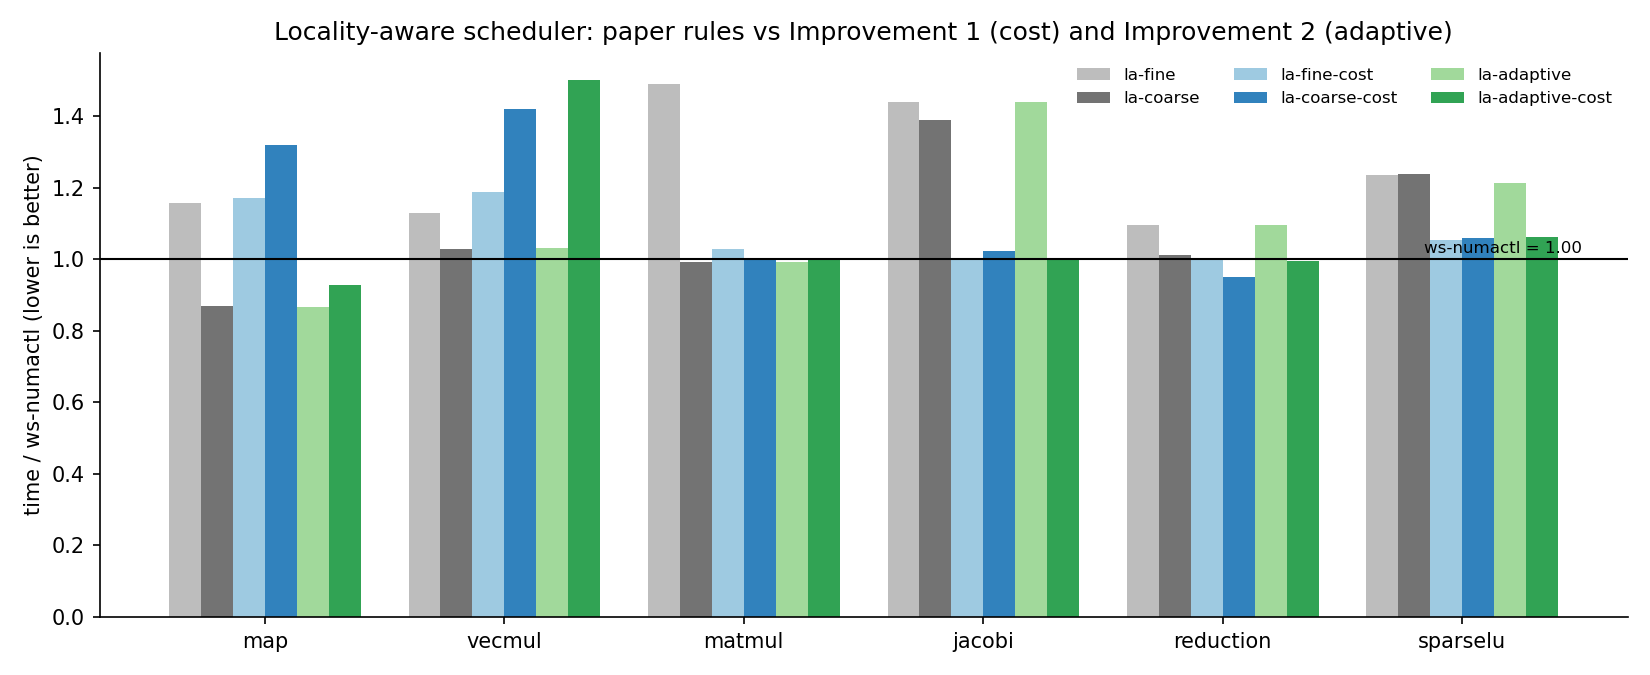 Locality-aware scheduler: paper rules vs Improvement 1 (cost) and Improvement 2 (adaptive)
la-fine
la-coarse
la-fine-cost
la-coarse-cost
la-adaptive
la-adaptive-cost
time / ws-numactl (lower is better)
1.4
1.2
1.0
0.8
0.6
0.4
0.2
0.0
ws-numactl = 1.00
map
vecmul
matmul
jacobi
reduction
sparselu